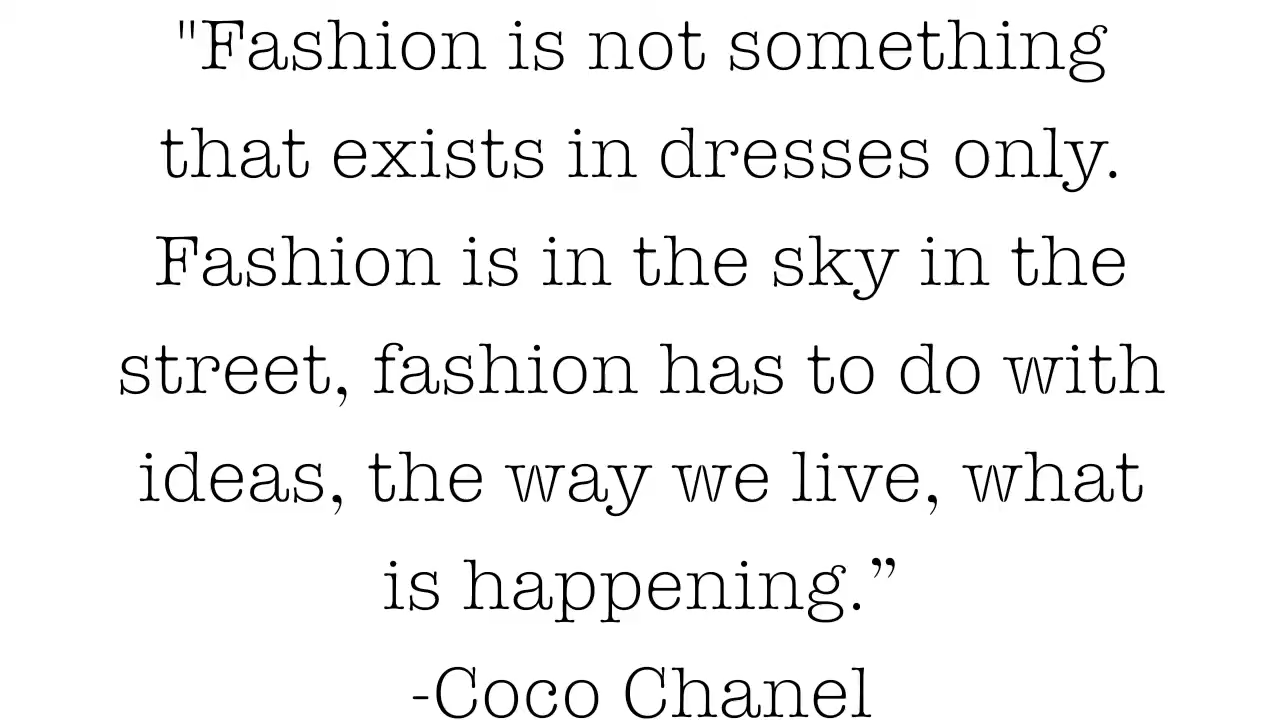 "Fashion is not something
that exists in dresses only.
Fashion is in the sky in the
street, fashion has to do with
ideas, the way we live, what
is happening.”
-Coco Chanel